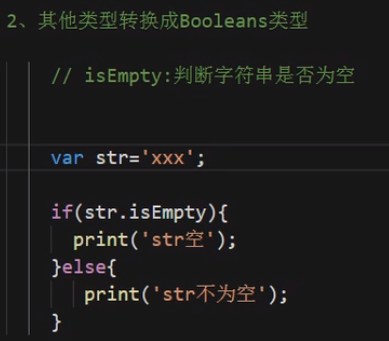 2、其他类型转换成Booleans类型
// isEmpty:判断字符串是否为空
var str='xxx';
if(str.isEmpty){
print('str空');
}else{
print('str不为空');
}